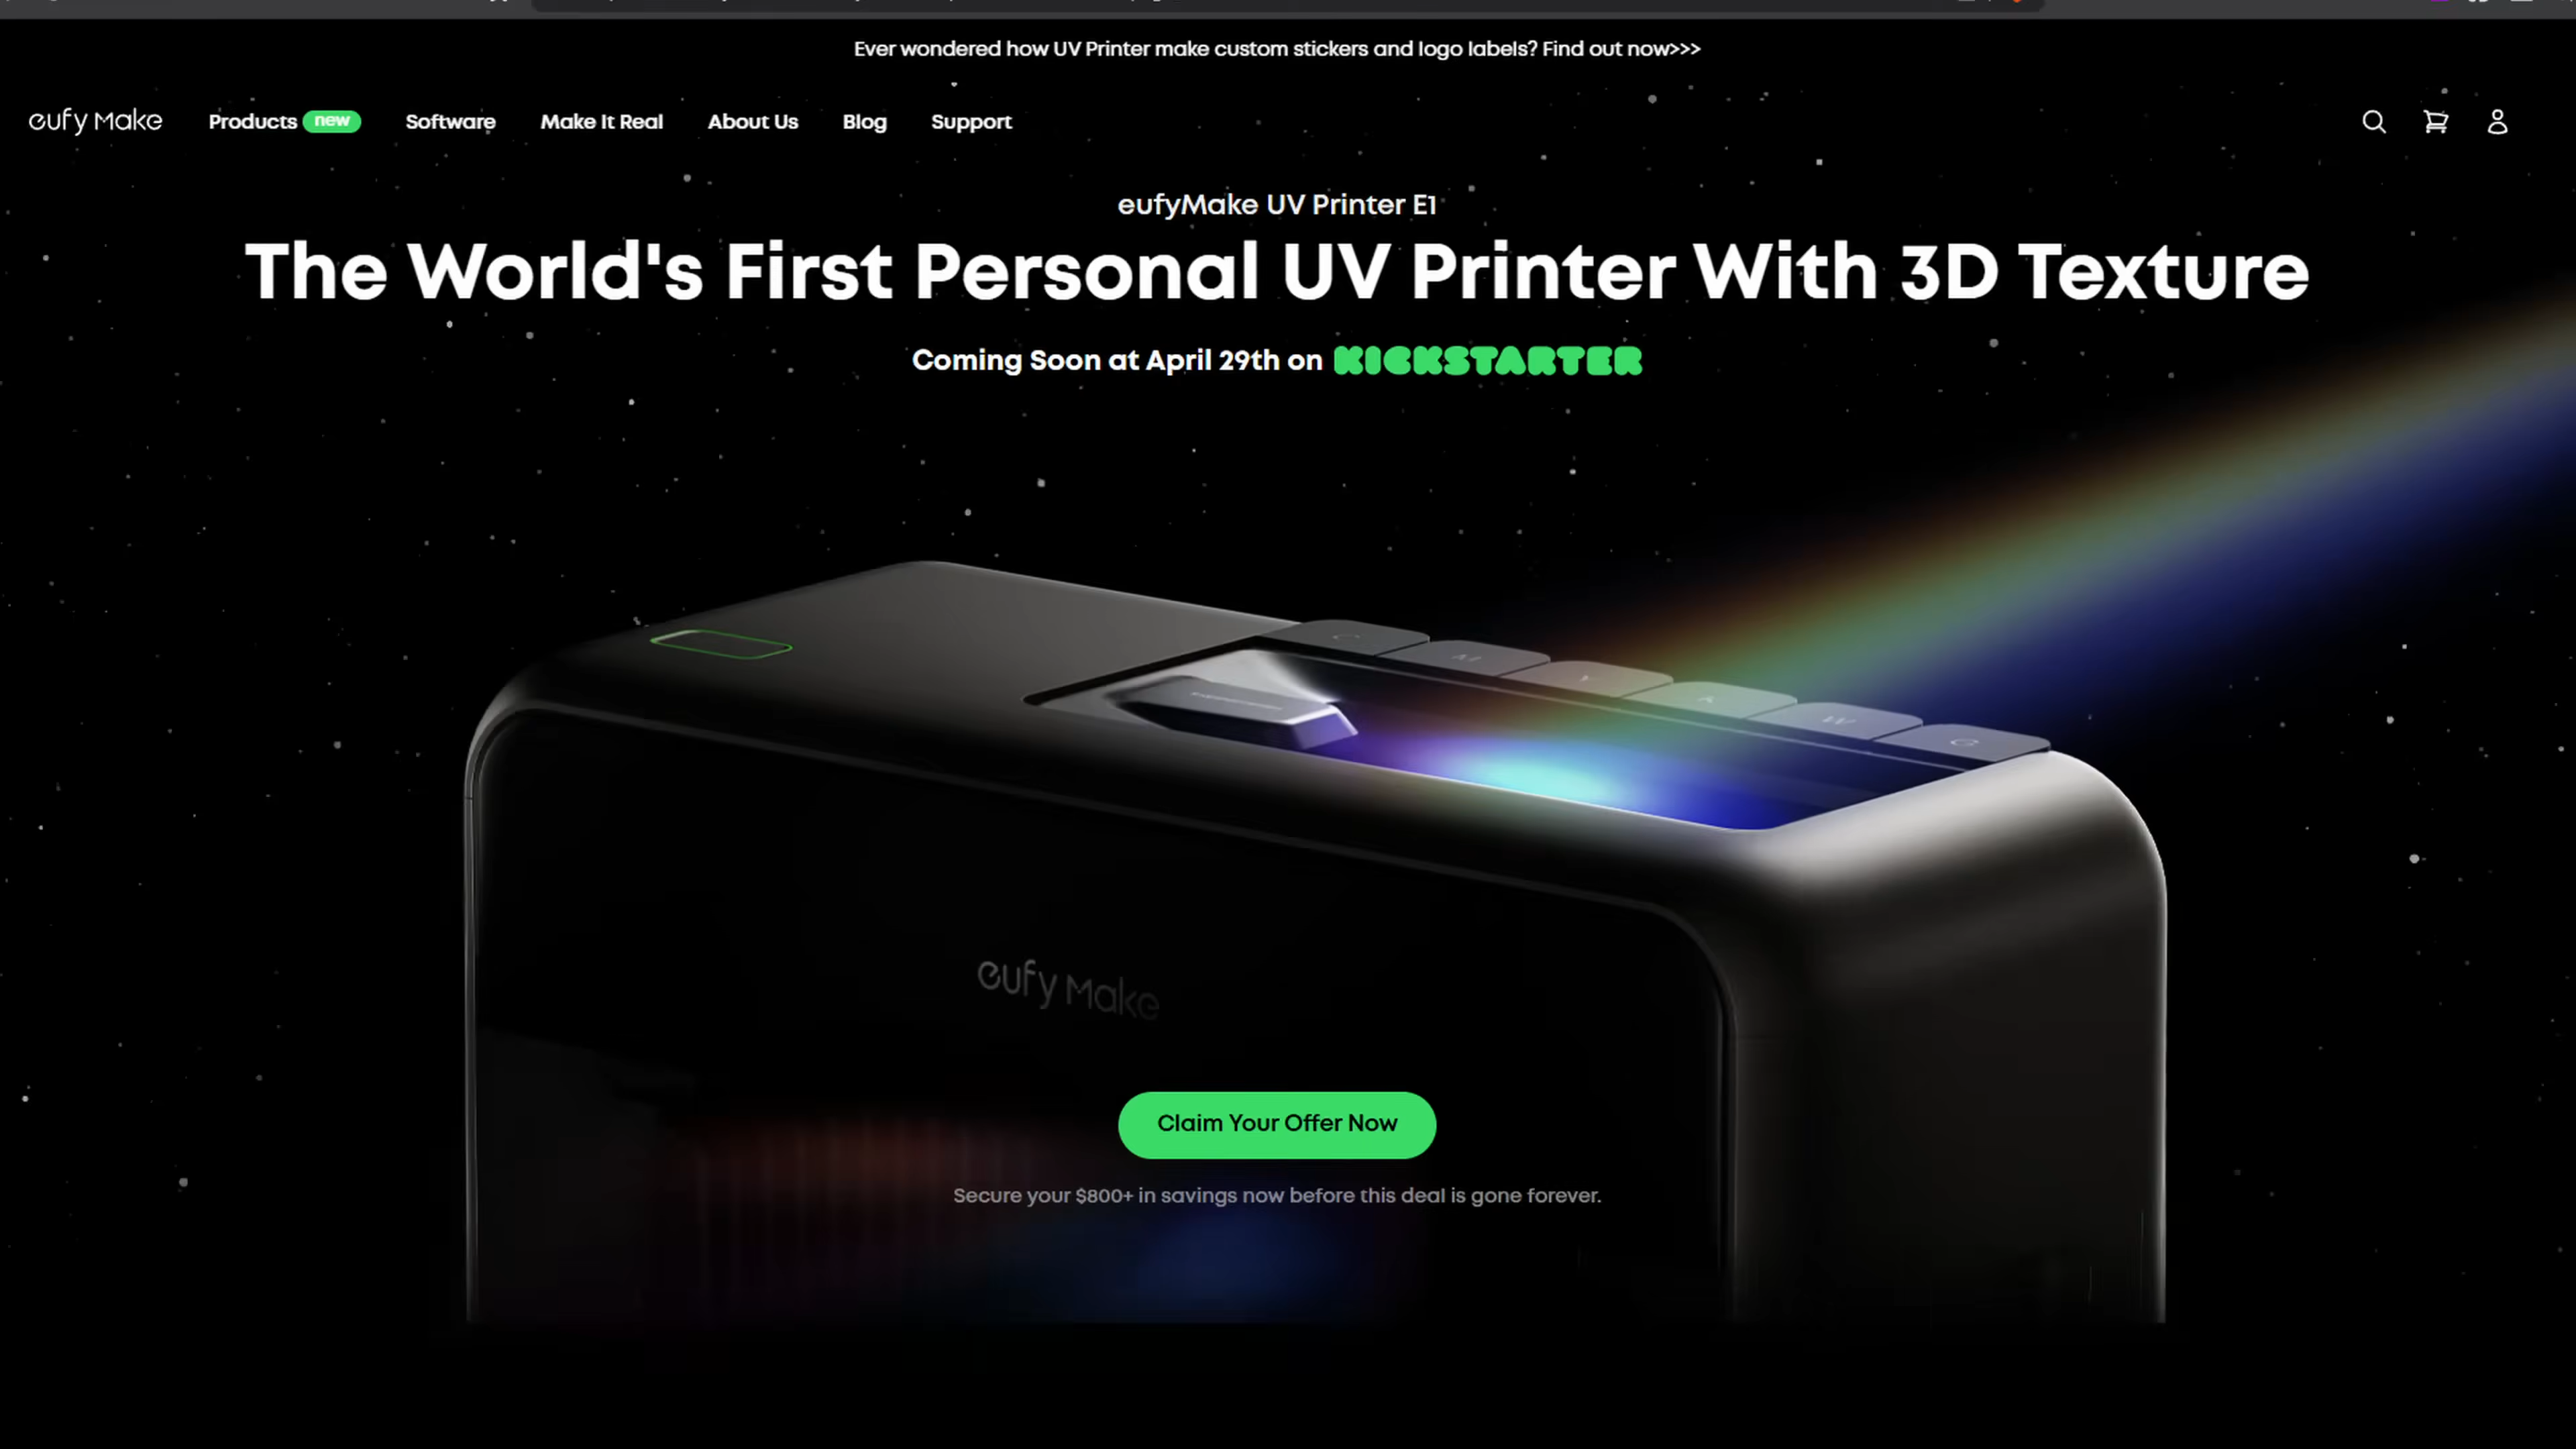 Ever wondered how UV Printer make custom stickers and logo labels? Find out now>>>
eufy Make
Products new Software Make It Real About Us Blog Support
eufyMake UV Printer E1
The World's First Personal UV Printer With 3D Texture
Coming Soon at April 29th on KICKSTARTER
C
M
Y
A
W
G
eufy Make
Claim Your Offer Now
Secure your $800+ in savings now before this deal is gone forever.